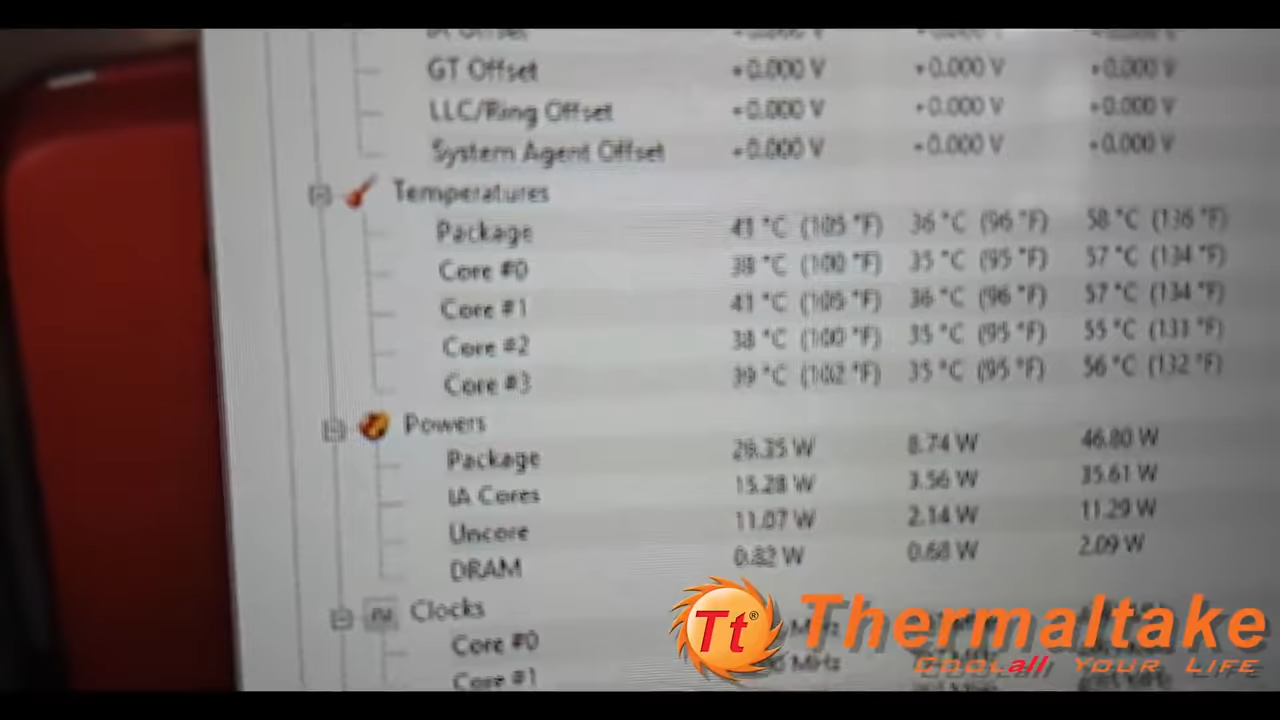 GT Offset +0.000 V +0.000 V +0.000 V
LLC/Ring Offset +0.000 V +0.000 V +0.000 V
System Agent Offset +0.000 V +0.000 V +0.000 V
Temperatures
Package 41 °C (105 °F) 36 °C (96 °F) 58 °C (136 °F)
Core #0 38 °C (100 °F) 35 °C (95 °F) 57 °C (134 °F)
Core #1 41 °C (105 °F) 36 °C (96 °F) 57 °C (134 °F)
Core #2 38 °C (100 °F) 35 °C (95 °F) 55 °C (131 °F)
Core #3 39 °C (102 °F) 35 °C (95 °F) 56 °C (132 °F)
Powers
Package 26.35 W 8.74 W 46.80 W
IA Cores 15.28 W 3.56 W 35.61 W
Uncore 11.07 W 2.14 W 11.29 W
DRAM 0.82 W 0.68 W 2.09 W
Clocks
Core #0
Core #1 MHz
Tt® Thermaltake
COOLall YOUR LIFE